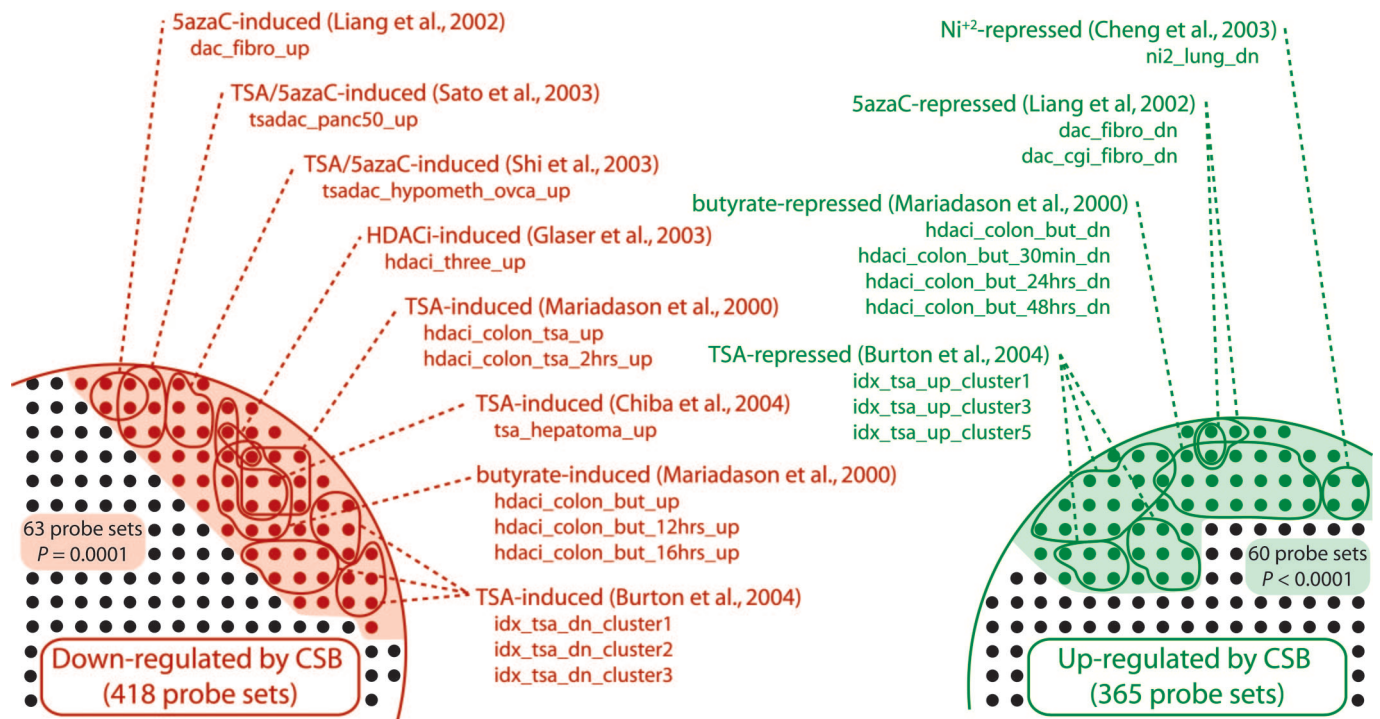 5azaC-induced (Liang et al., 2002)
dac_fibro_up
TSA/5azaC-induced (Sato et al., 2003)
tsadac_panc50_up
TSA/5azaC-induced (Shi et al., 2003)
tsadac_hypometh_ovca_up
HDACi-induced (Glaser et al., 2003)
hdaci_three_up
TSA-induced (Mariadason et al., 2000)
hdaci_colon_tsa_up
hdaci_colon_tsa_2hrs_up
TSA-induced (Chiba et al., 2004)
tsa_hepatoma_up
butyrate-induced (Mariadason et al., 2000)
hdaci_colon_but_up
hdaci_colon_but_12hrs_up
hdaci_colon_but_16hrs_up
TSA-induced (Burton et al., 2004)
idx_tsa_dn_cluster1
idx_tsa_dn_cluster2
idx_tsa_dn_cluster3
63 probe sets
P = 0.0001
Down-regulated by CSB
(418 probe sets)
Ni+2-repressed (Cheng et al., 2003)
ni2_lung_dn
5azaC-repressed (Liang et al, 2002)
dac_fibro_dn
dac_cgi_fibro_dn
butyrate-repressed (Mariadason et al., 2000)
hdaci_colon_but_dn
hdaci_colon_but_30min_dn
hdaci_colon_but_24hrs_dn
hdaci_colon_but_48hrs_dn
TSA-repressed (Burton et al., 2004)
idx_tsa_up_cluster1
idx_tsa_up_cluster3
idx_tsa_up_cluster5
60 probe sets
P < 0.0001
Up-regulated by CSB
(365 probe sets)